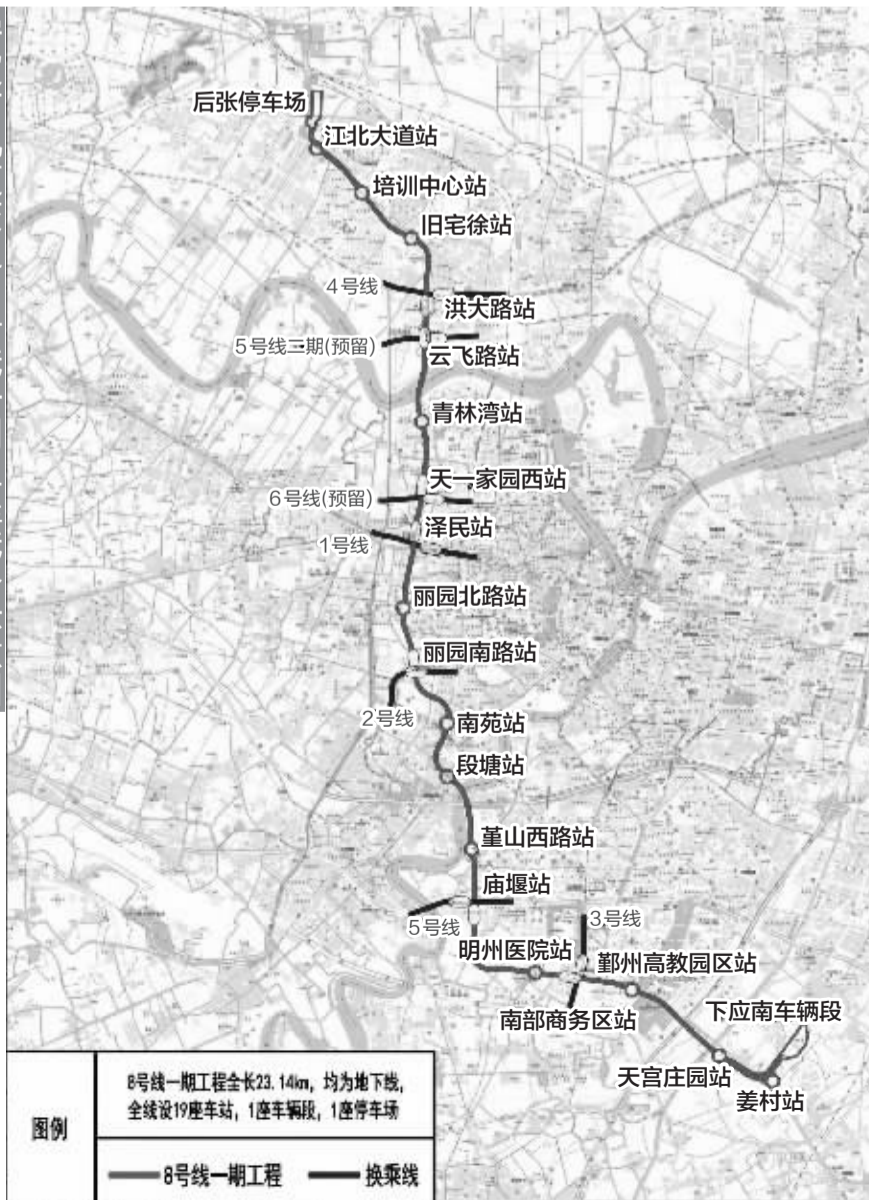 后张停车场
江北大道站
培训中心站
旧宅徐站
4号线
洪大路站
5号线二期(预留)
云飞路站
青林湾站
天一家园西站
6号线(预留)
泽民站
1号线
丽园北路站
丽园南路站
2号线
南苑站
段塘站
堇山西路站
庙堰站
5号线
3号线
明州医院站
鄞州高教园区站
南部商务区站
下应南车辆段
天宫庄园站
姜村站
图例
8号线一期工程全长23.14km，均为地下线，
全线设19座车站，1座车辆段，1座停车场
8号线一期工程
换乘线